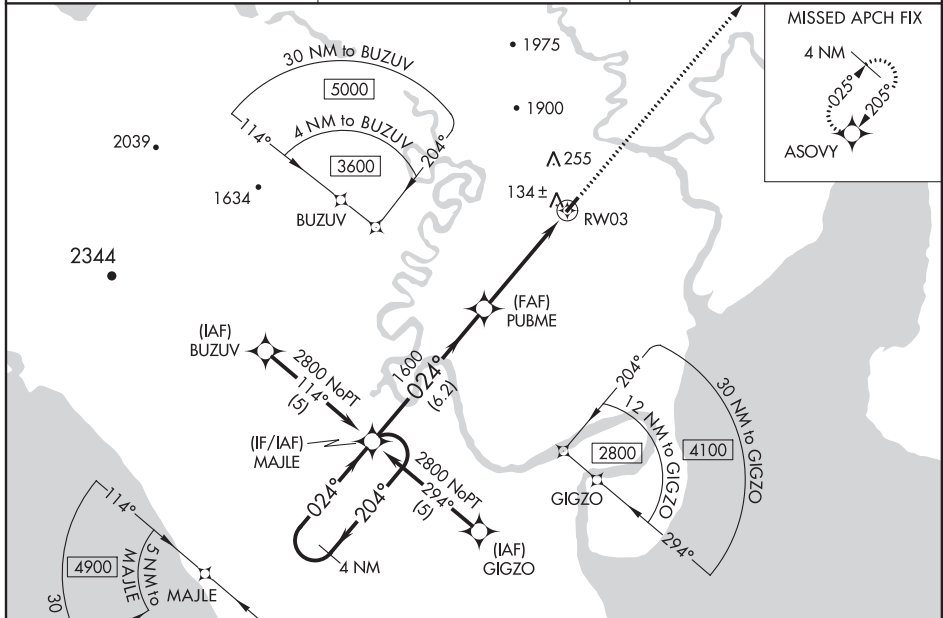 MISSED APCH FIX
4 NM
025°
205°
ASOVY
1975
1900
30 NM to BUZUV
5000
4 NM to BUZUV
3600
114°
204°
BUZUV
2039
1634
2344
255
134 ±
RW03
(FAF)
PUBME
(IAF)
BUZUV
2800 NoPT
114°
(5)
1600
024°
(6.2)
(IF/IAF)
MAJLE
024°
204°
4 NM
2800 NoPT
294°
(5)
(IAF)
GIGZO
204°
30 NM to GIGZO
12 NM to GIGZO
4100
2800
GIGZO
294°
114°
4900
5 NM to
MAJLE
MAJLE
30